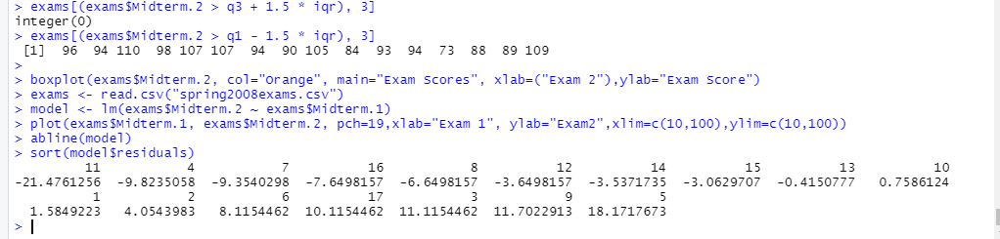 > exams[(exams$Midterm.2 > q3 + 1.5 * iqr), 3]
integer(0)
> exams[(exams$Midterm.2 > q1 - 1.5 * iqr), 3]
[1] 96 94 110 98 107 107 94 90 105 84 93 94 73 88 89 109
>
> boxplot(exams$Midterm.2, col="Orange", main="Exam Scores", xlab=("Exam 2"),ylab="Exam Score")
> exams <- read.csv("spring2008exams.csv")
> model <- lm(exams$Midterm.2 ~ exams$Midterm.1)
> plot(exams$Midterm.1, exams$Midterm.2, pch=19,xlab="Exam 1", ylab="Exam2",xlim=c(10,100),ylim=c(10,100))
> abline(model)
> sort(model$residuals)
11 4 7 16 8 12 14 15 13 10
-21.4761256 -9.8235058 -9.3540298 -7.6498157 -6.6498157 -3.6498157 -3.5371735 -3.0629707 -0.4150777 0.7586124
1 2 6 17 3 9 5
1.5849223 4.0543983 8.1154462 10.1154462 11.1154462 11.7022913 18.1717673
>